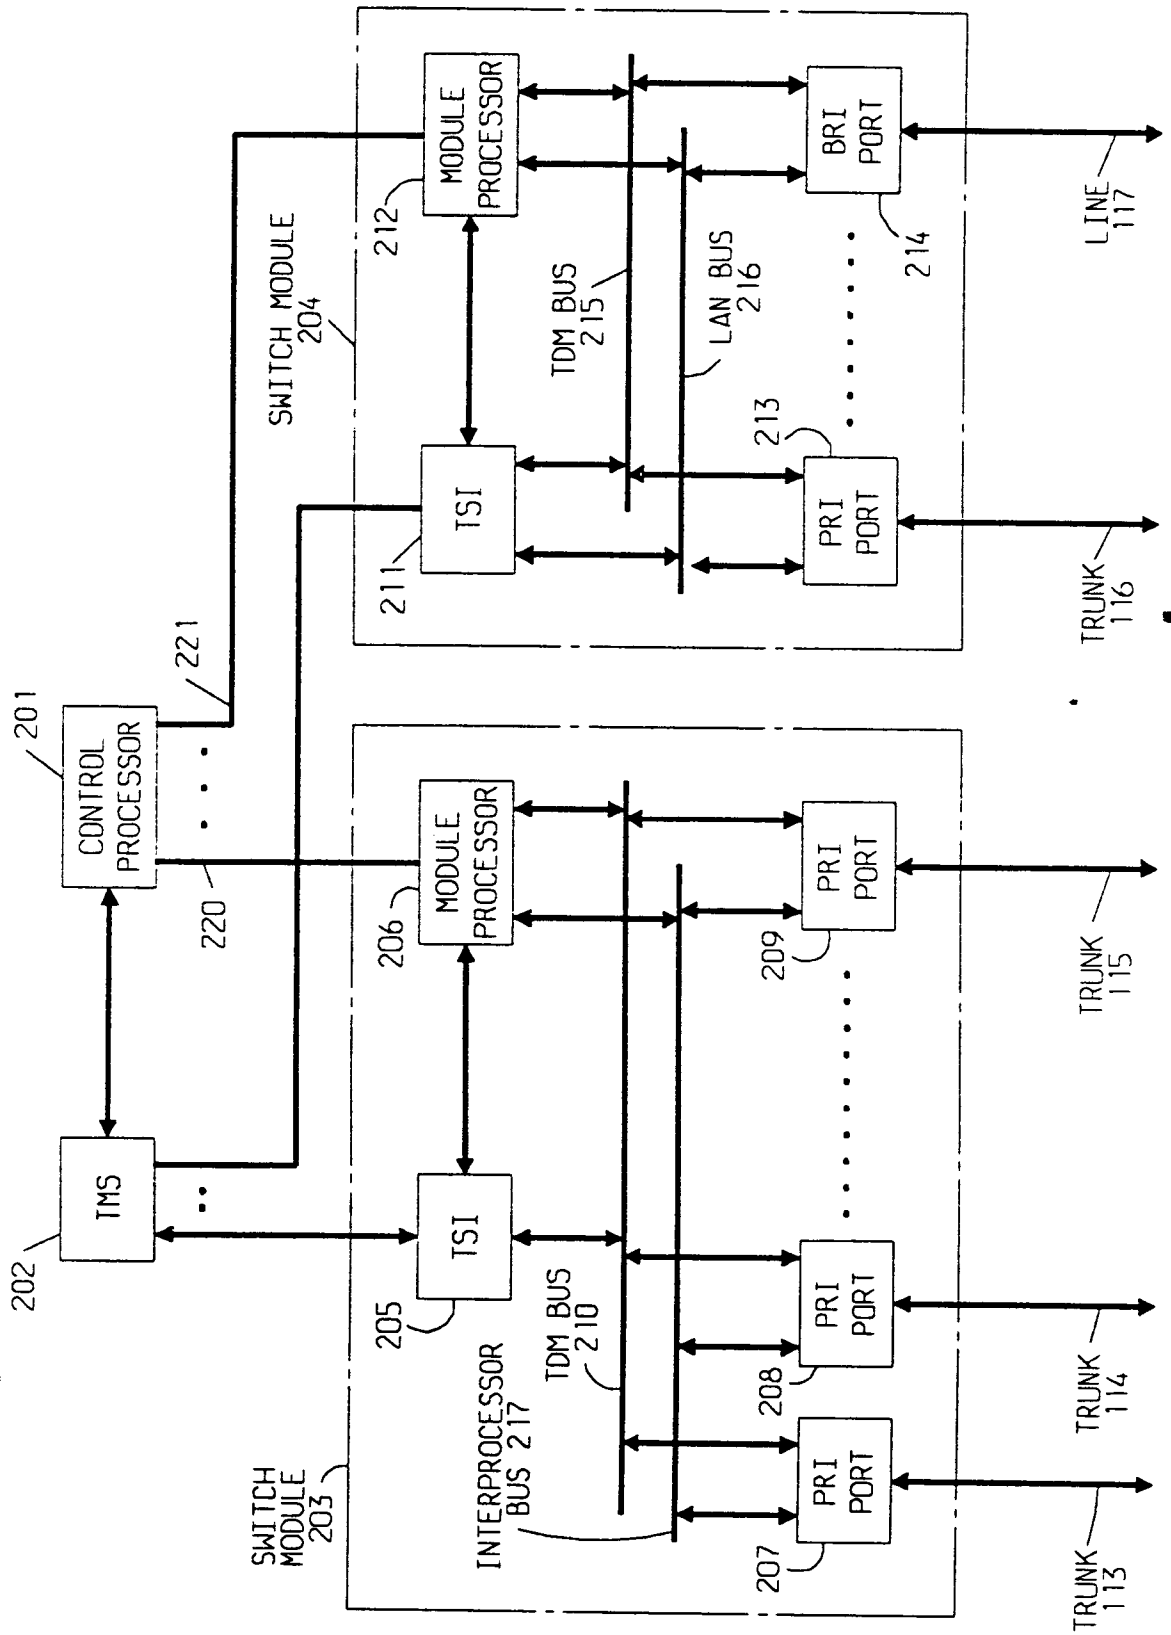 202
TMS
CONTROL
PROCESSOR
201
220
221
SWITCH
MODULE
203
205
TSI
206
MODULE
PROCESSOR
INTERPROCESSOR
BUS 217
TDM BUS
210
207
PRI
PORT
208
PRI
PORT
209
PRI
PORT
TRUNK
113
TRUNK
114
TRUNK
115
SWITCH MODULE
204
211
TSI
212
MODULE
PROCESSOR
TDM BUS
215
LAN BUS
216
213
PRI
PORT
BRI
PORT
214
TRUNK
116
LINE
117